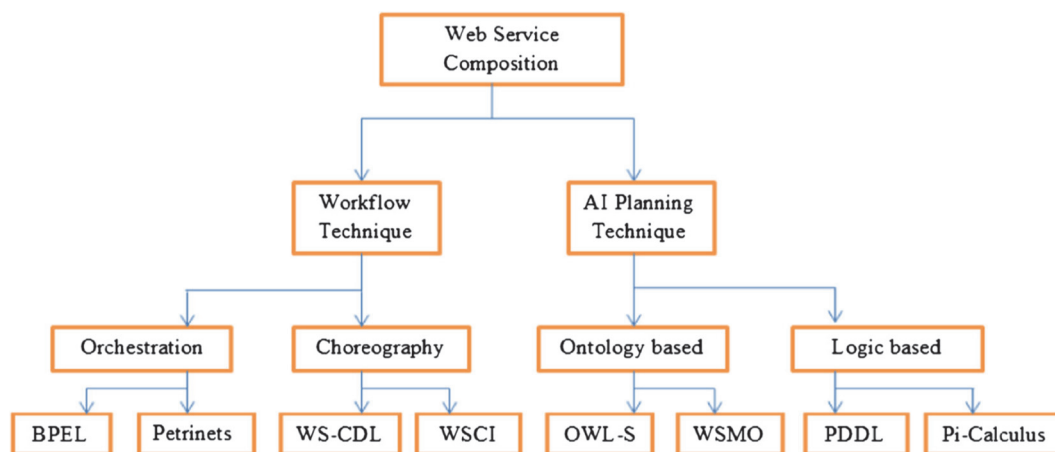 Web Service
Composition
Workflow
Technique
AI Planning
Technique
Orchestration
Choreography
Ontology based
Logic based
BPEL
Petrinets
WS-CDL
WSCI
OWL-S
WSMO
PDDL
Pi-Calculus